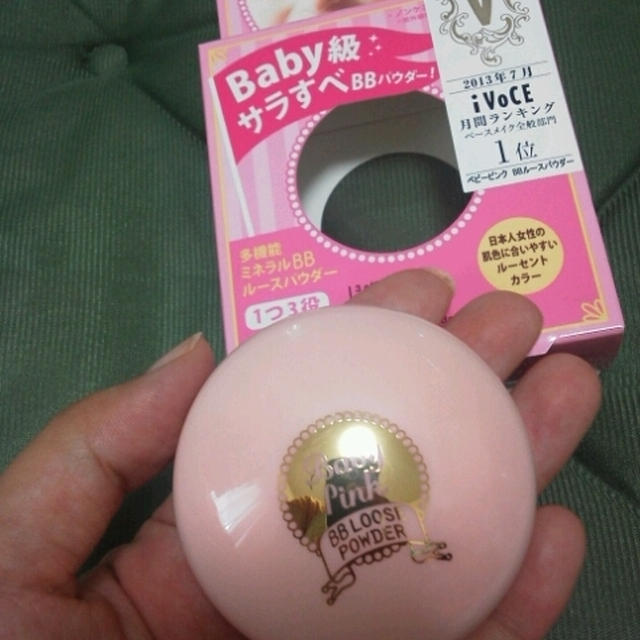 Baby級
サラすべBBパウダー!
V
2013年7月
iVoCE
月間ランキング
ベースメイク全般部門
1位
ベビーピンク BBルースパウダー
多機能
ミネラルBB
ルースパウダー
1つ3役
日本人女性の
肌色に合いやすい
ルーセント
カラー
Baby
Pink
BB LOOSE
POWDER